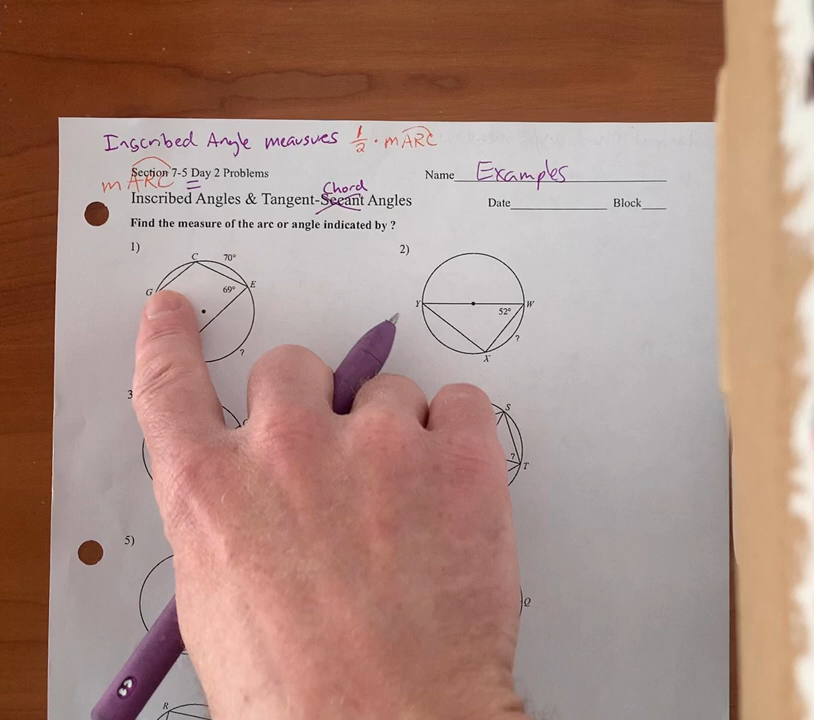 Inscribed Angle measures 1/2 · mARC
Section 7-5 Day 2 Problems
Name Examples
mARC =
Chord
Inscribed Angles & Tangent-Secant Angles
Date Block
Find the measure of the arc or angle indicated by ?
1)
C 70°
G
69° E
?
2)
Y W
52°
?
X
3
S
?
T
5)
Q
R